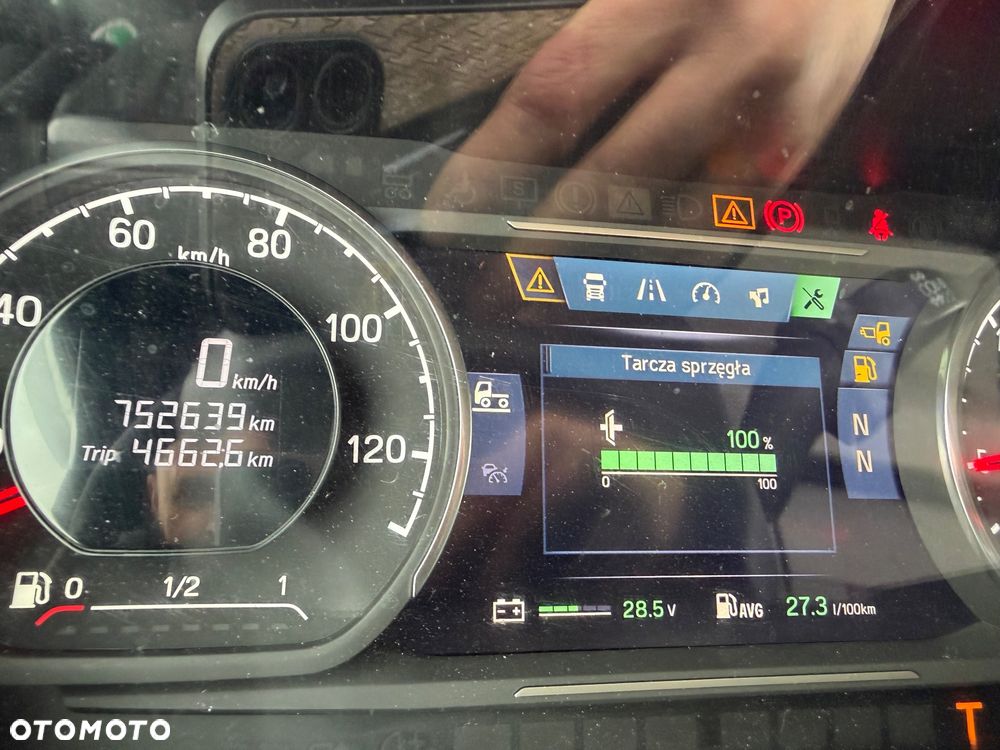 60
80
km/h
40
100
120
0 km/h
752639 km
Trip 4662,6 km
0 1/2 1
S
P
Tarcza sprzęgła
100 %
0 100
N
N
28.5 V
AVG 27.3 l/100km
T
OTOMOTO